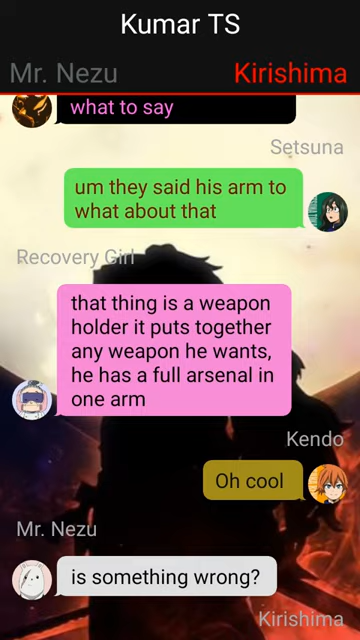 Kumar TS
Mr. Nezu
Kirishima
what to say
Setsuna
um they said his arm to
what about that
Recovery Girl
that thing is a weapon
holder it puts together
any weapon he wants,
he has a full arsenal in
one arm
Kendo
Oh cool
Mr. Nezu
is something wrong?
Kirishima